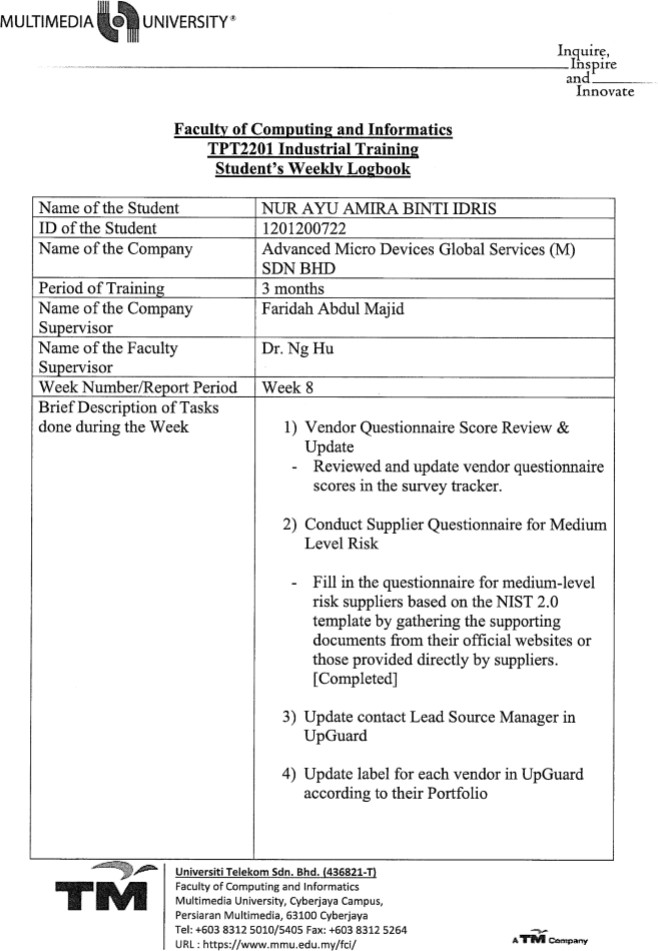 MULTIMEDIA UNIVERSITY®
Inquire,
Inspire
and
Innovate
Faculty of Computing and Informatics
TPT2201 Industrial Training
Student's Weekly Logbook
Name of the Student NUR AYU AMIRA BINTI IDRIS
ID of the Student 1201200722
Name of the Company Advanced Micro Devices Global Services (M)
SDN BHD
Period of Training 3 months
Name of the Company Faridah Abdul Majid
Supervisor
Name of the Faculty Dr. Ng Hu
Supervisor
Week Number/Report Period Week 8
Brief Description of Tasks
done during the Week
1) Vendor Questionnaire Score Review &
Update
- Reviewed and update vendor questionnaire
scores in the survey tracker.
2) Conduct Supplier Questionnaire for Medium
Level Risk
- Fill in the questionnaire for medium-level
risk suppliers based on the NIST 2.0
template by gathering the supporting
documents from their official websites or
those provided directly by suppliers.
[Completed]
3) Update contact Lead Source Manager in
UpGuard
4) Update label for each vendor in UpGuard
according to their Portfolio
TM
Universiti Telekom Sdn. Bhd. (436821-T)
Faculty of Computing and Informatics
Multimedia University, Cyberjaya Campus,
Persiaran Multimedia, 63100 Cyberjaya
Tel: +603 8312 5010/5405 Fax: +603 8312 5264
URL : https://www.mmu.edu.my/fci/
A TM Company